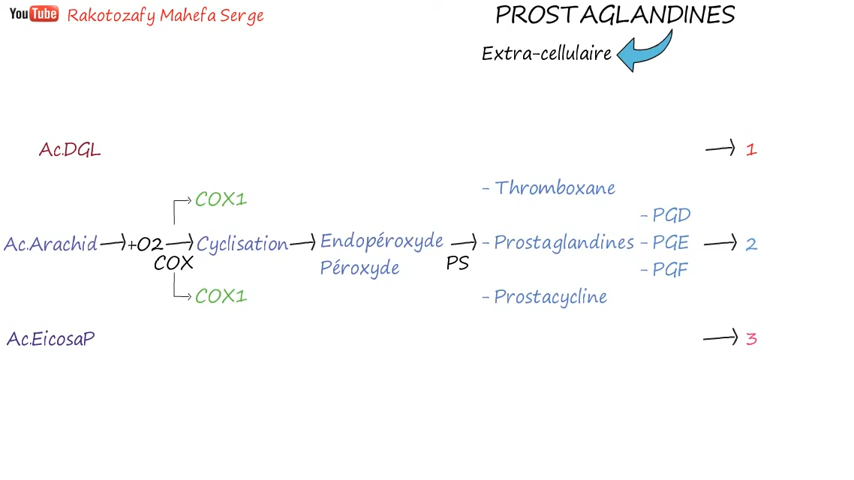 YouTube Rakotozafy Mahefa Serge
PROSTAGLANDINES
Extra-cellulaire
Ac.DGL → 1
COX1
- Thromboxane
Ac.Arachid → +O2 → Cyclisation → Endopéroxyde → - Prostaglandines - PGE → 2
COX
Péroxyde
PS
- PGD
- PGF
COX1
- Prostacycline
Ac.EicosaP → 3